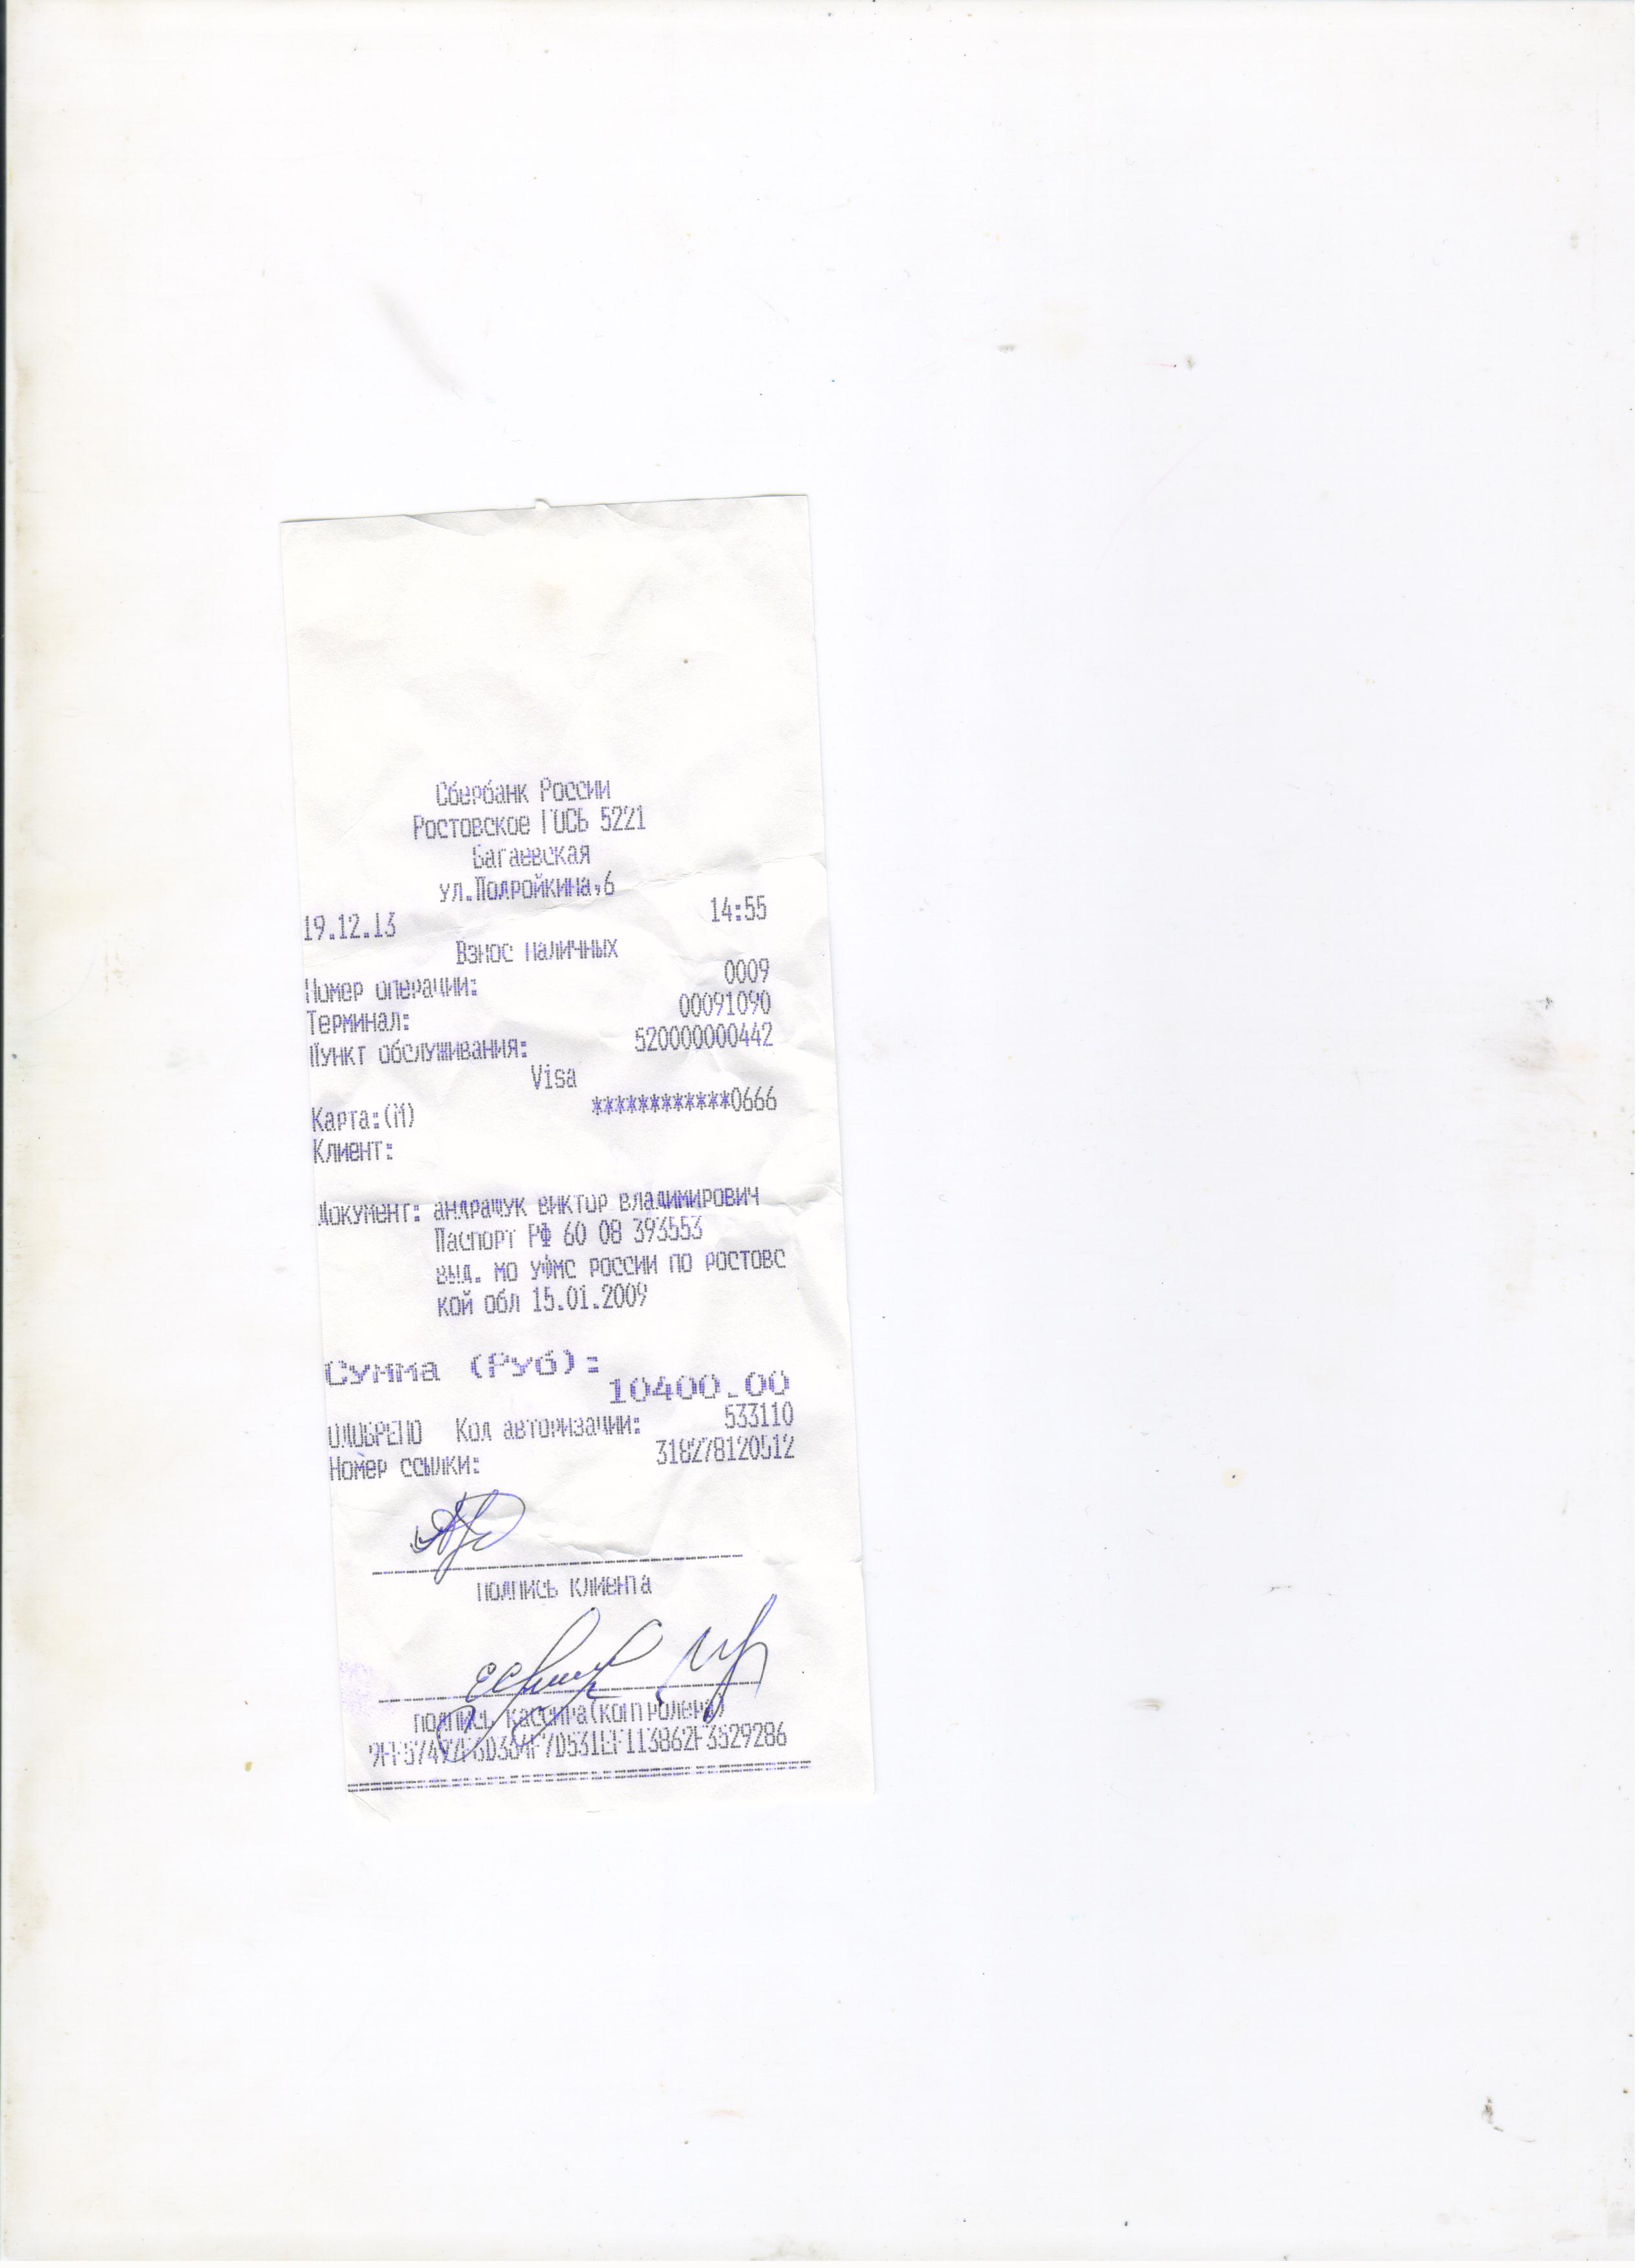 Сбербанк России
Ростовское ГОСБ 5221
Багаевская
ул.Подройкина,6
19.12.13 14:55
Взнос наличных
Номер операции: 0009
Терминал: 00091090
Пункт обслуживания: 520000000442
Visa
Карта:(М) ************0666
Клиент:
Документ: андращук виктор владимирович
Паспорт РФ 60 08 393553
выд. мо уфмс россии по ростовс
кой обл 15.01.2009
Сумма (Руб):
10400.00
ОДОБРЕНО Код авторизации: 533110
Номер ссылки: 318278120512
подпись клиента
подпись кассира(контролера)